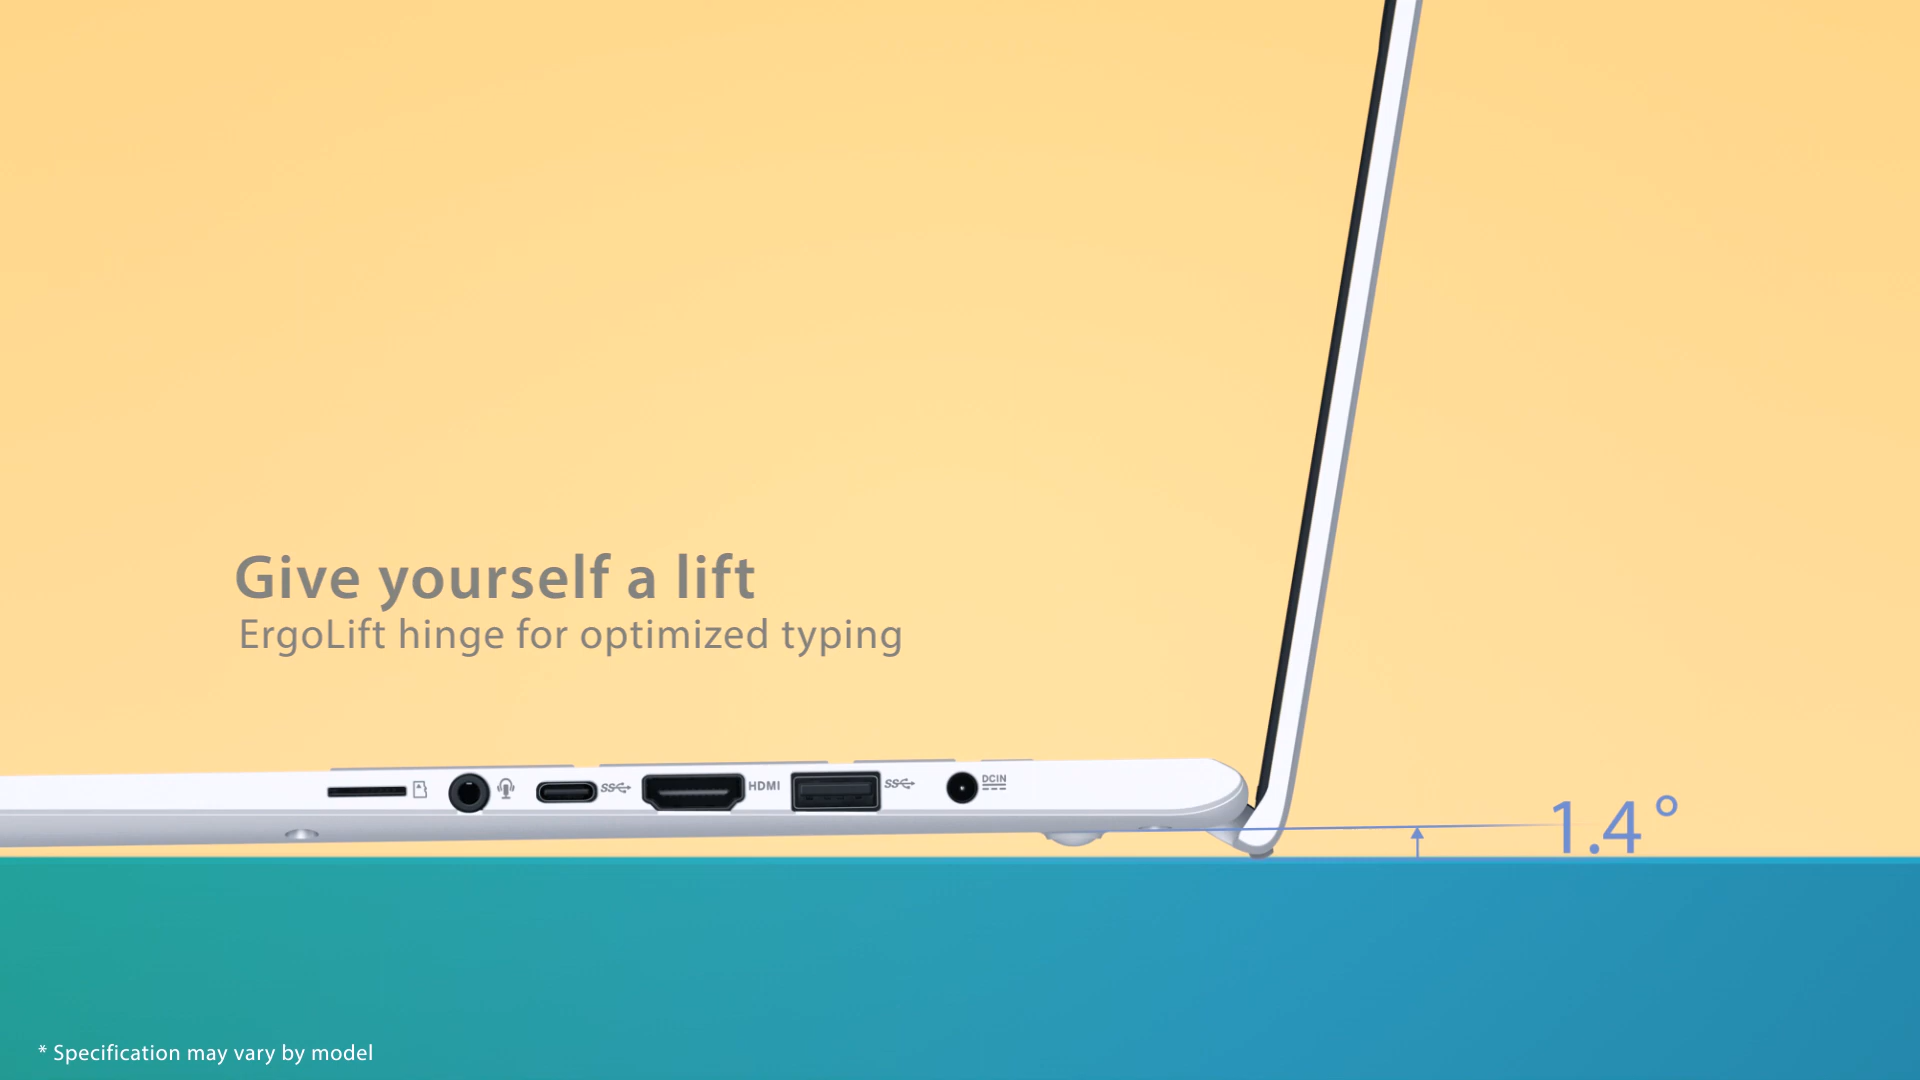 Give yourself a lift
ErgoLift hinge for optimized typing
HDMI
DCIN
1.4°
* Specification may vary by model